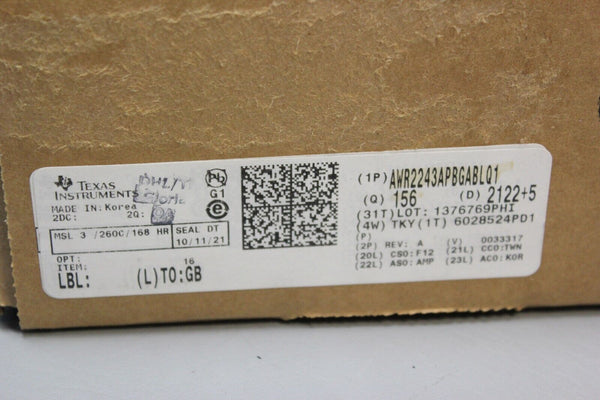 TEXAS
INSTRUMENTS
MADE IN: Korea
2DC: 2Q:
Pb
G1
e
MSL 3 /260C/168 HR
SEAL DT
10/11/21
OPT:
ITEM: 16
LBL: (L)TO:GB
(1P) AWR2243APBGABLQ1
(Q) 156 (D) 2122+5
(31T)LOT: 1376769PHI
(4W) TKY(1T) 6028524PD1
(P)
(2P) REV: A (V) 0033317
(20L) CSO:F12 (21L) CCO:TWN
(22L) ASO:AMP (23L) ACO:KOR